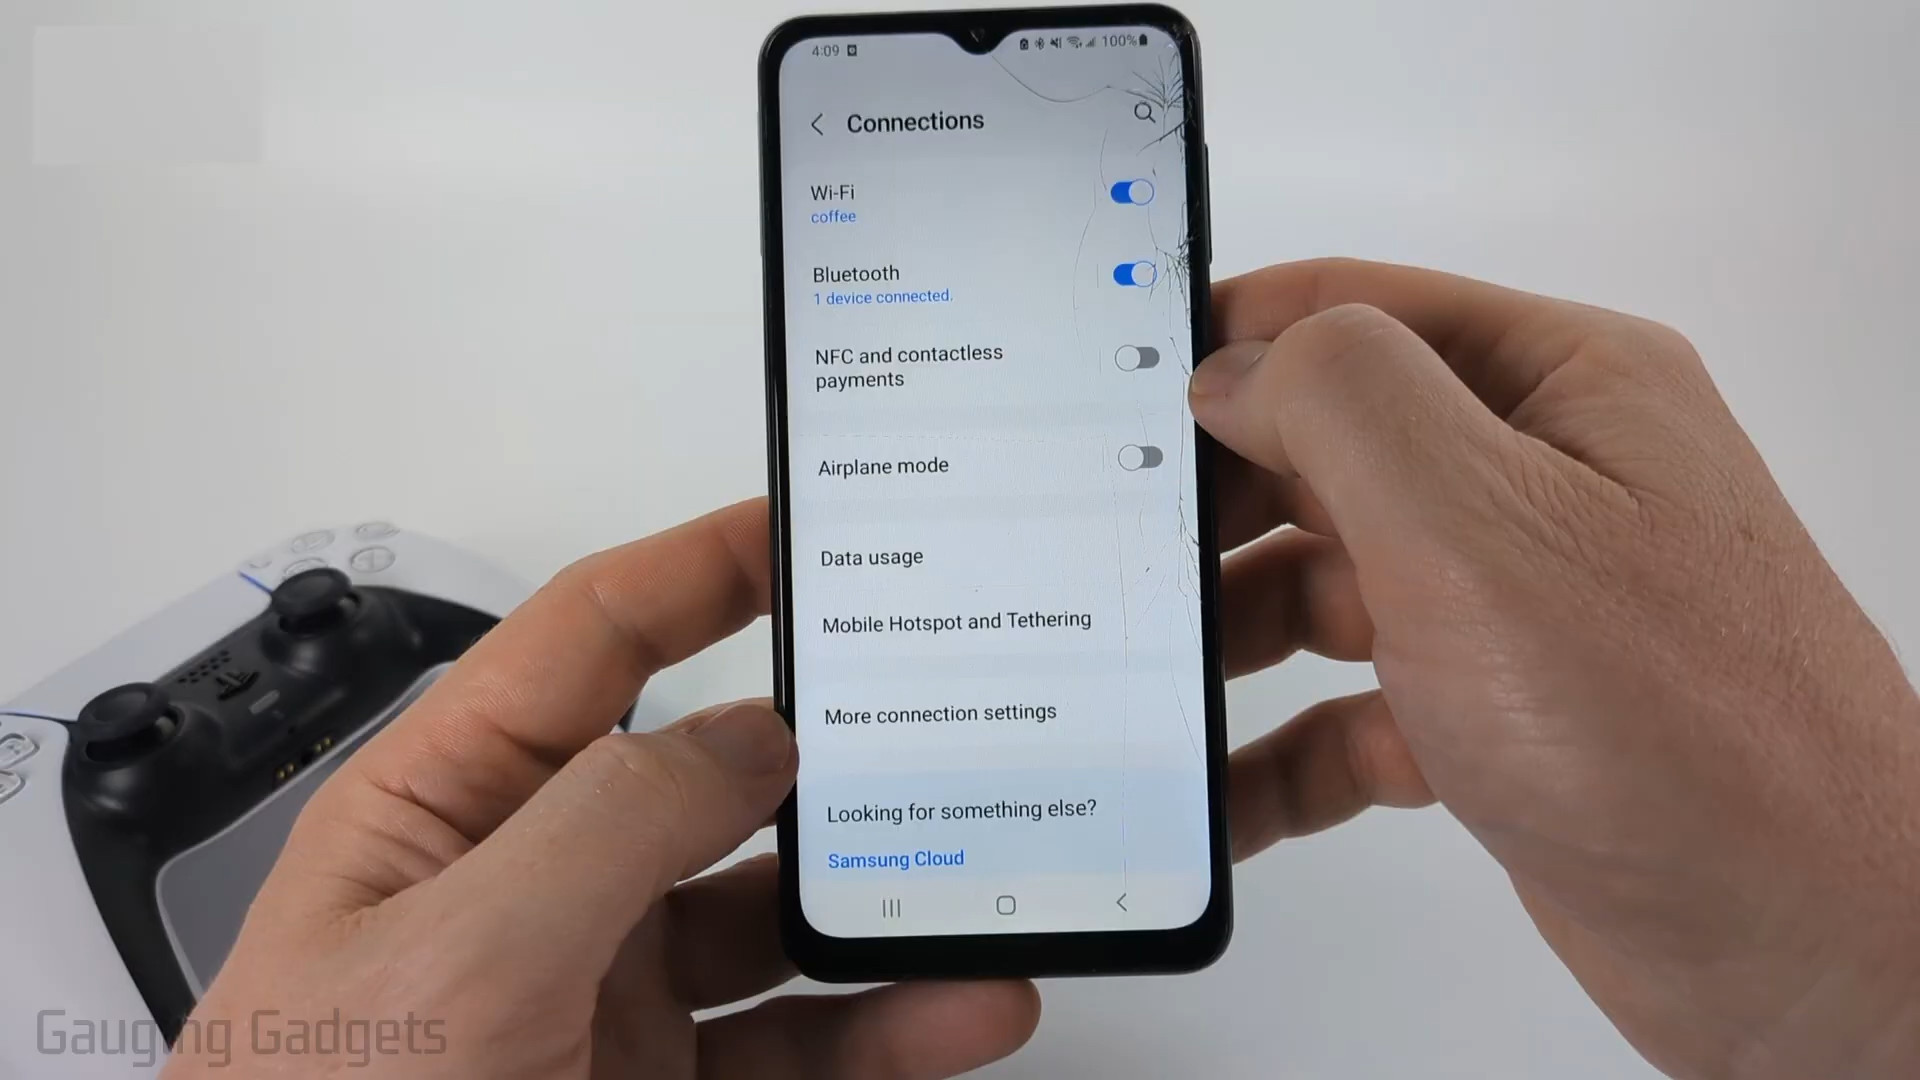 4:09
100%
Connections
Wi-Fi
coffee
Bluetooth
1 device connected.
NFC and contactless
payments
Airplane mode
Data usage
Mobile Hotspot and Tethering
More connection settings
Looking for something else?
Samsung Cloud
Gauging Gadgets